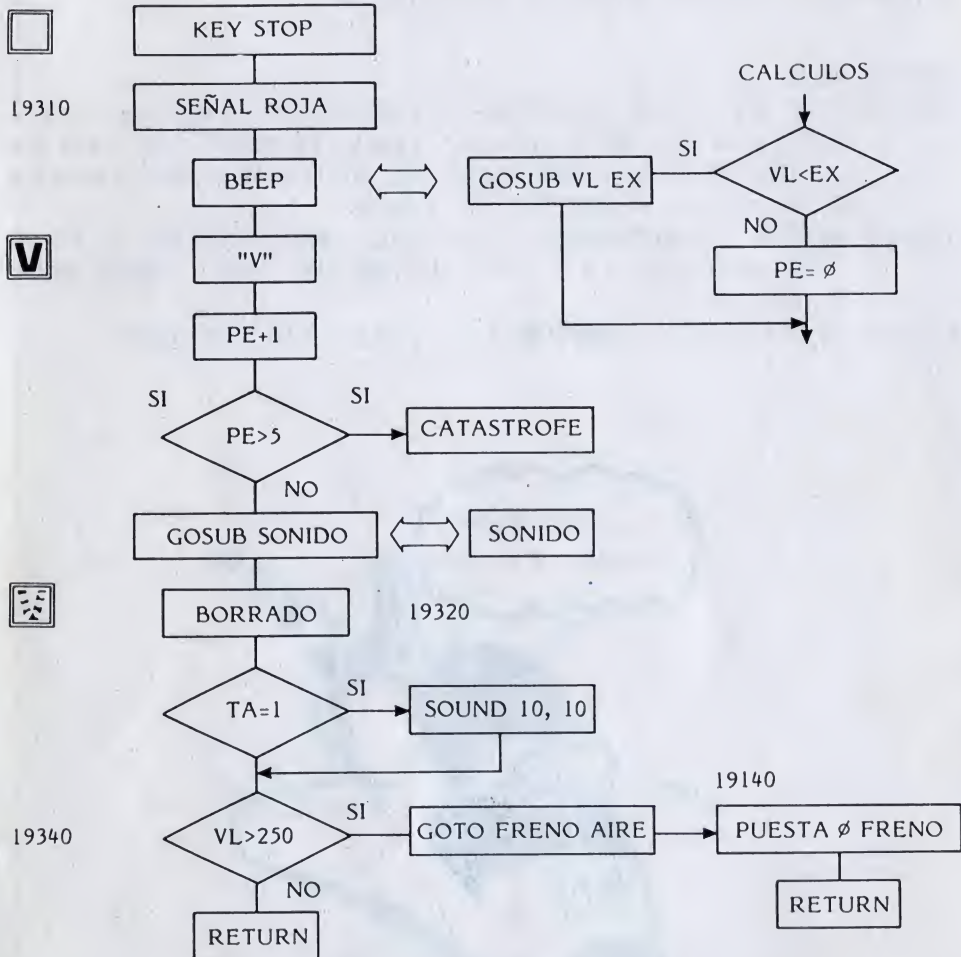 KEY STOP
19310
SEÑAL ROJA
CALCULOS
BEEP
GOSUB VL EX
SI
VL<EX
NO
V
"V"
PE= ø
PE+1
SI
SI
PE>5
CATASTROFE
NO
GOSUB SONIDO
SONIDO
BORRADO
19320
TA=1
SI
SOUND 10, 10
19340
VL>250
SI
GOTO FRENO AIRE
19140
PUESTA ø FRENO
NO
RETURN
RETURN